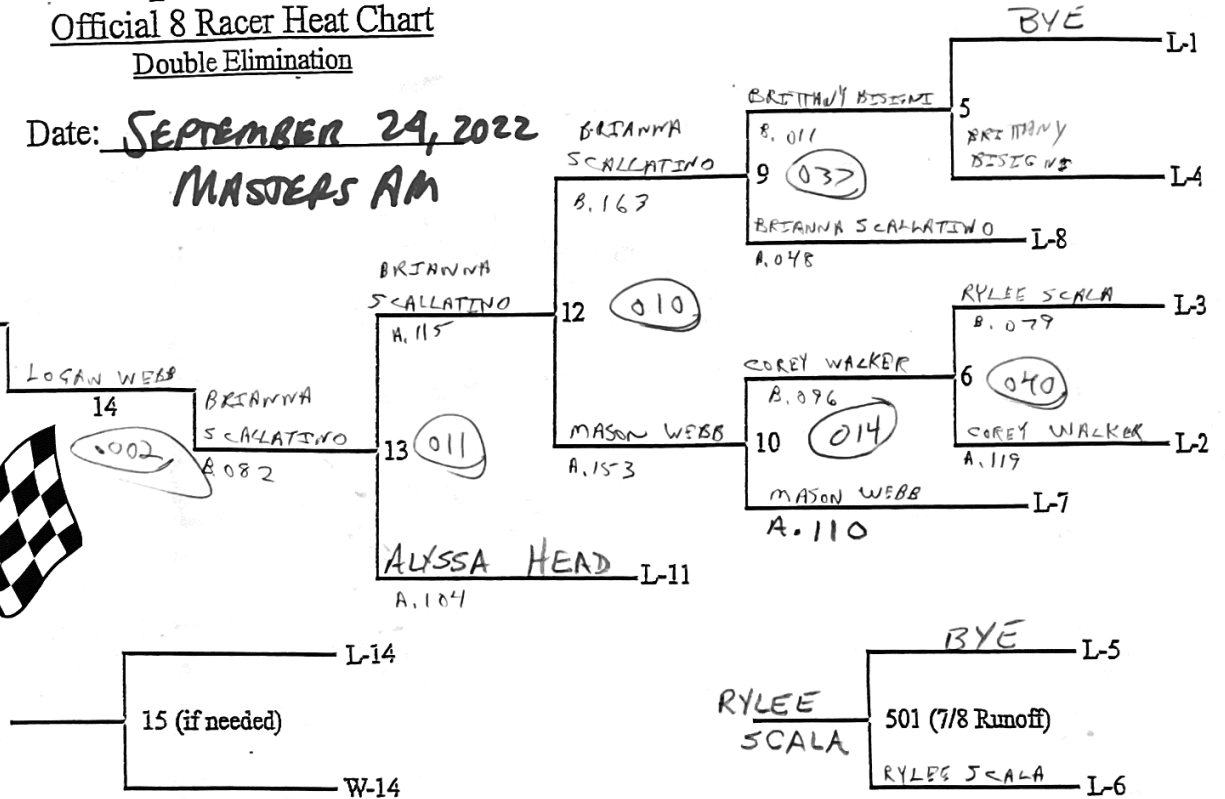 Official 8 Racer Heat Chart
Double Elimination
Date: SEPTEMBER 24, 2022
MASTERS AM
BYE
L-1
BRITTANY BISIGNI
5
B.011
BRITTANY
BISIGNI
L-4
9
037
BRIANNA
SCALLATINO
B.163
BRIANNA SCALLATINO
L-8
A.048
BRIANNA
SCALLATINO
A.115
12
010
RYLEE SCALA
L-3
B.079
COREY WALKER
6
040
B.096
COREY WALKER
L-2
A.119
LOGAN WEBB
14
.002
BRIANNA
SCALLATINO
B.082
13
011
MASON WEBB
A.153
10
014
MASON WEBB
L-7
A.110
ALYSSA HEAD
L-11
A.104
L-14
15 (if needed)
W-14
BYE
L-5
RYLEE
SCALA
501 (7/8 Runoff)
RYLEE SCALA
L-6